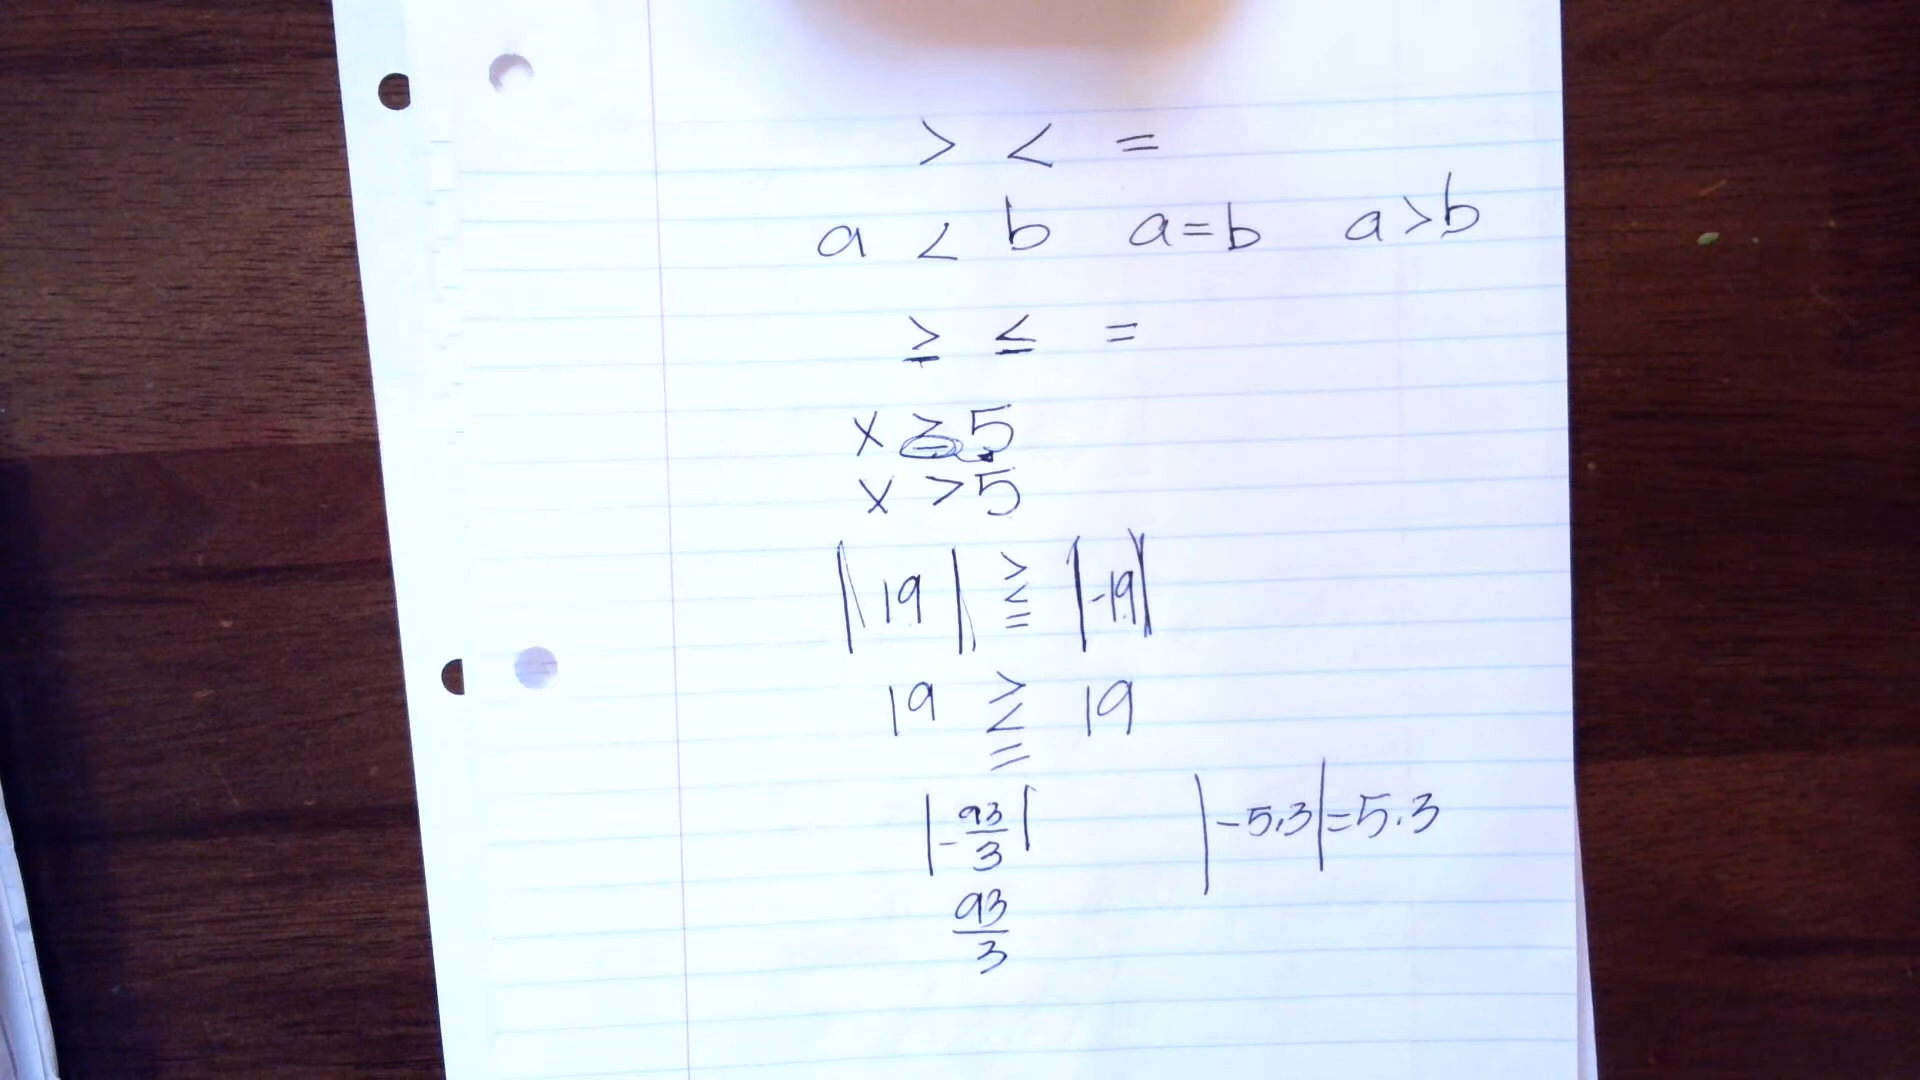 > < =
a < b a=b a>b
≥ ≤ =
x ≥ 5
x > 5
|19| > < = |-19|
19 > < = 19
|-93/3| |-5.3|=5.3
93/3